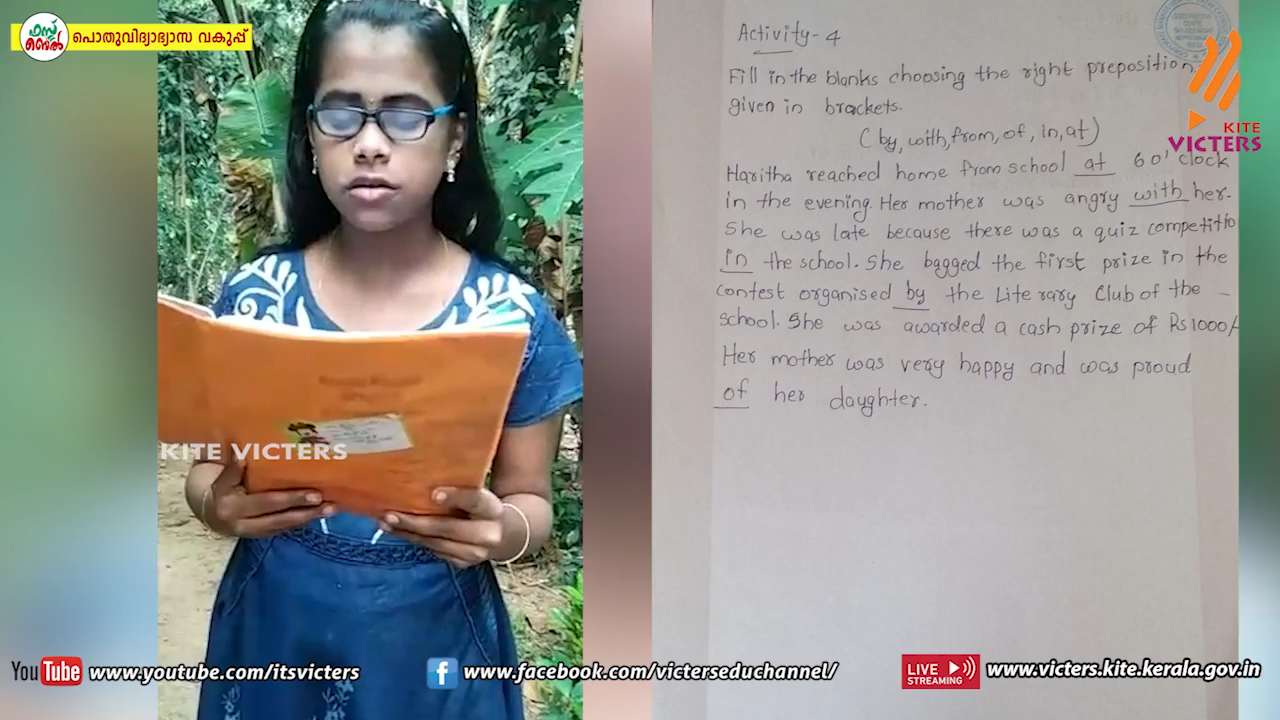 ഫസ്റ്റ്
ബെൽ
പൊതുവിദ്യാഭ്യാസ വകുപ്പ്
Activity-4
Fill in the blanks choosing the right preposition
given in brackets.
(by, with, from, of, in, at)
Haritha reached home from school at 6 o'clock
in the evening. Her mother was angry with her.
She was late because there was a quiz competitio
in the school. She bagged the first prize in the
contest organised by the Literary Club of the
school. She was awarded a cash prize of Rs 1000/-
Her mother was very happy and was proud
of her daughter.
KITE
VICTERS
KITE VICTERS
YouTube www.youtube.com/itsvicters
f www.facebook.com/victerseduchannel/
LIVE
STREAMING
www.victers.kite.kerala.gov.in